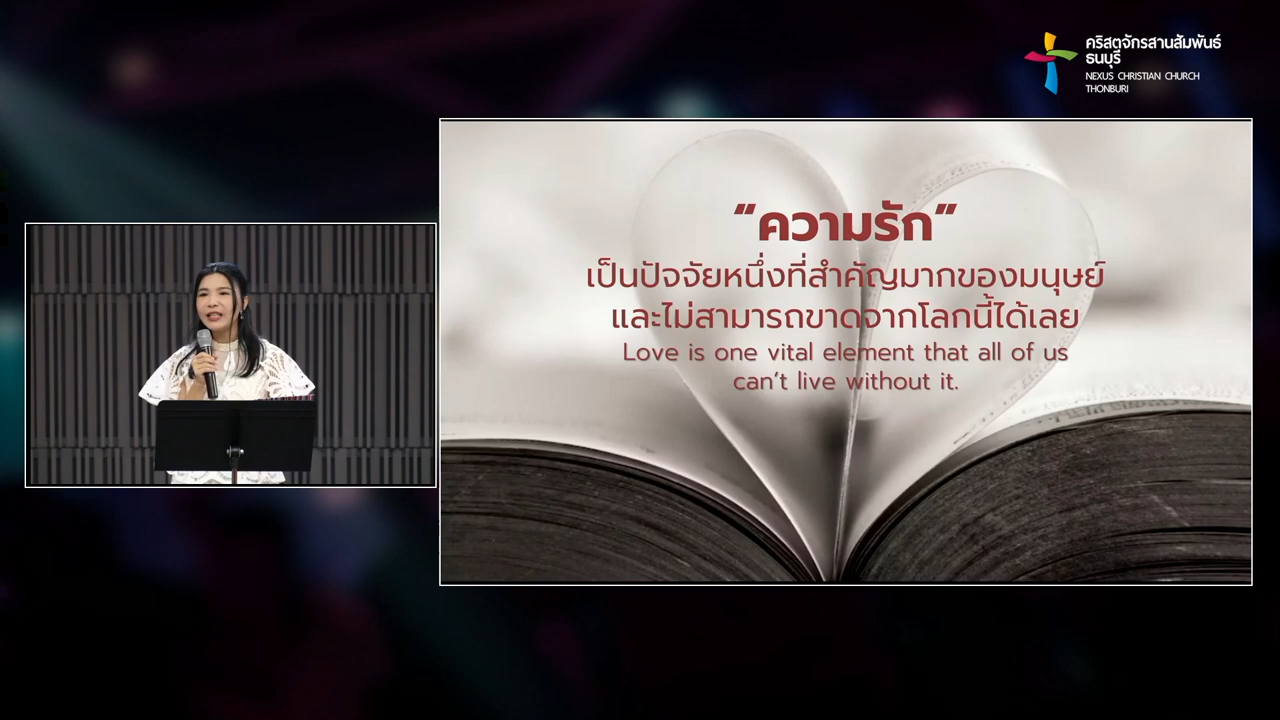 คริสตจักรสานสัมพันธ์
ธนบุรี
NEXUS CHRISTIAN CHURCH
THONBURI
“ความรัก”
เป็นปัจจัยหนึ่งที่สำคัญมากของมนุษย์
และไม่สามารถขาดจากโลกนี้ได้เลย
Love is one vital element that all of us
can’t live without it.